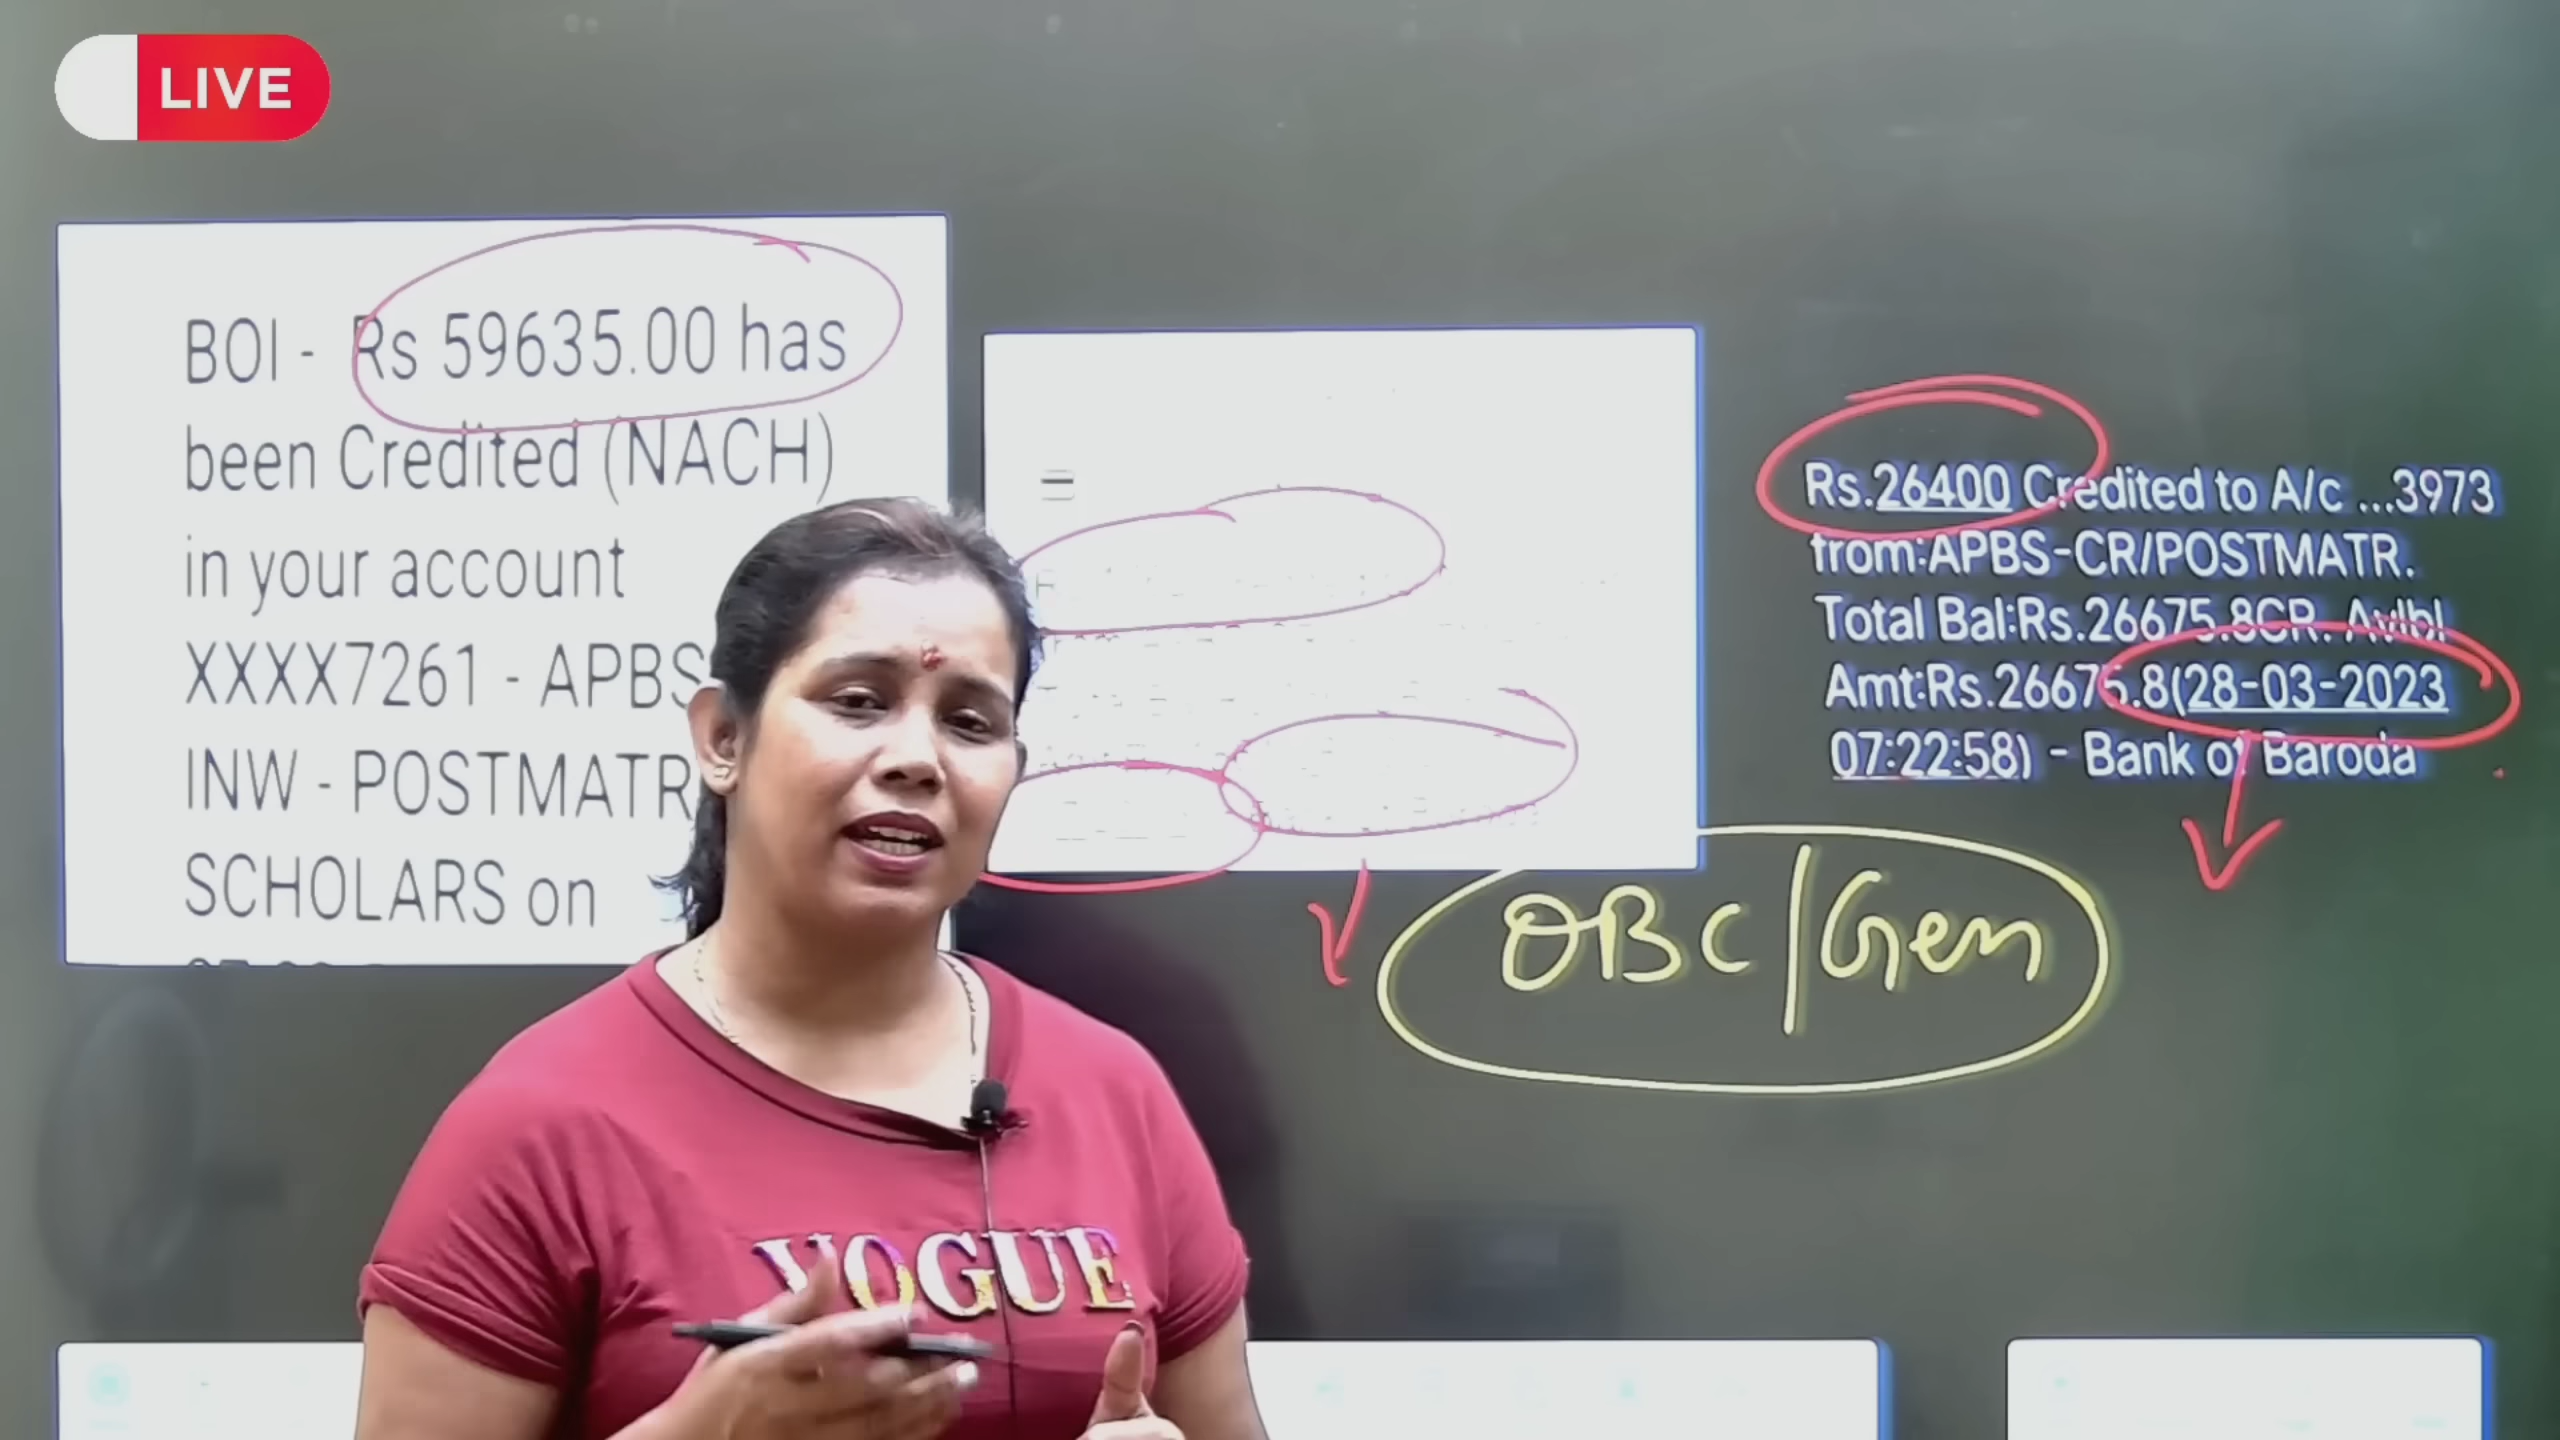 LIVE
BOI - Rs 59635.00 has
been Credited (NACH)
in your account
XXXX7261 - APBS
INW - POSTMATR
SCHOLARS on
Rs.26400 Credited to A/c ...3973
from:APBS-CR/POSTMATR.
Total Bal:Rs.26675.8CR. Avlbl
Amt:Rs.26675.8(28-03-2023
07:22:58) - Bank of Baroda
OBC/Gen
VOGUE